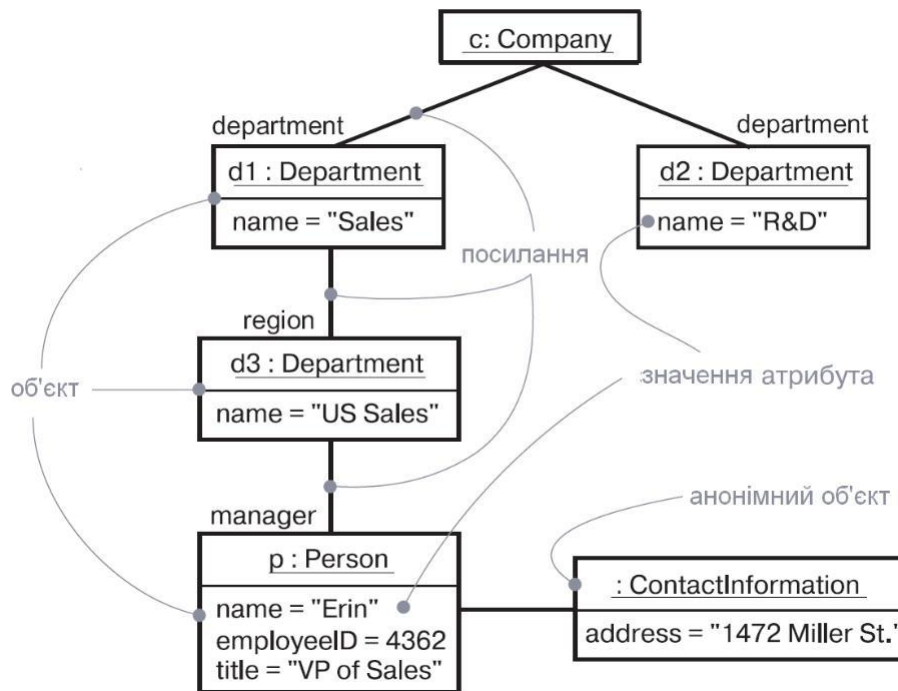 c: Company
department
department
d1 : Department
d2 : Department
name = "Sales"
name = "R&D"
посилання
region
d3 : Department
об'єкт
значення атрибута
name = "US Sales"
анонімний об'єкт
manager
p : Person
: ContactInformation
name = "Erin"
address = "1472 Miller St."
employeeID = 4362
title = "VP of Sales"